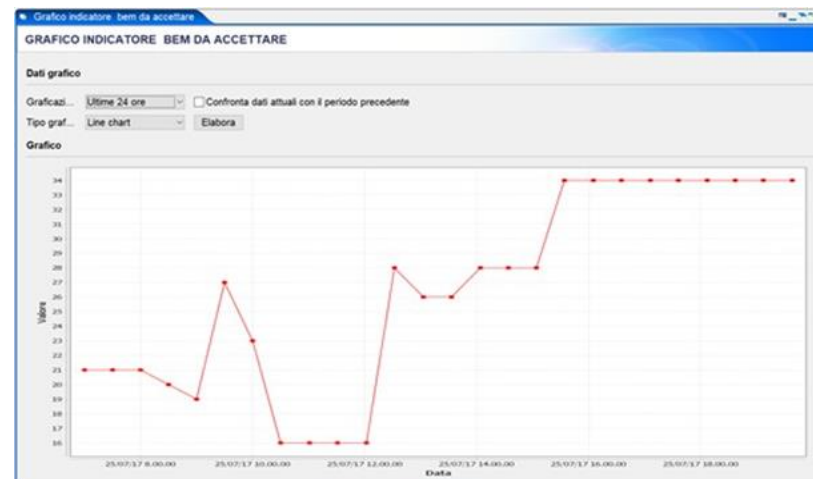 Grafico indicatore bem da accettare
GRAFICO INDICATORE BEM DA ACCETTARE
Dati grafico
Graficazi... Ultime 24 ore Confronta dati attuali con il periodo precedente
Tipo graf... Line chart Elabora
Grafico
34
33
32
31
30
29
28
27
26
25
24
23
22
21
20
19
18
17
16
Valore
25/07/17 8.00.00 25/07/17 10.00.00 25/07/17 12.00.00 25/07/17 14.00.00 25/07/17 16.00.00 25/07/17 18.00.00
Data